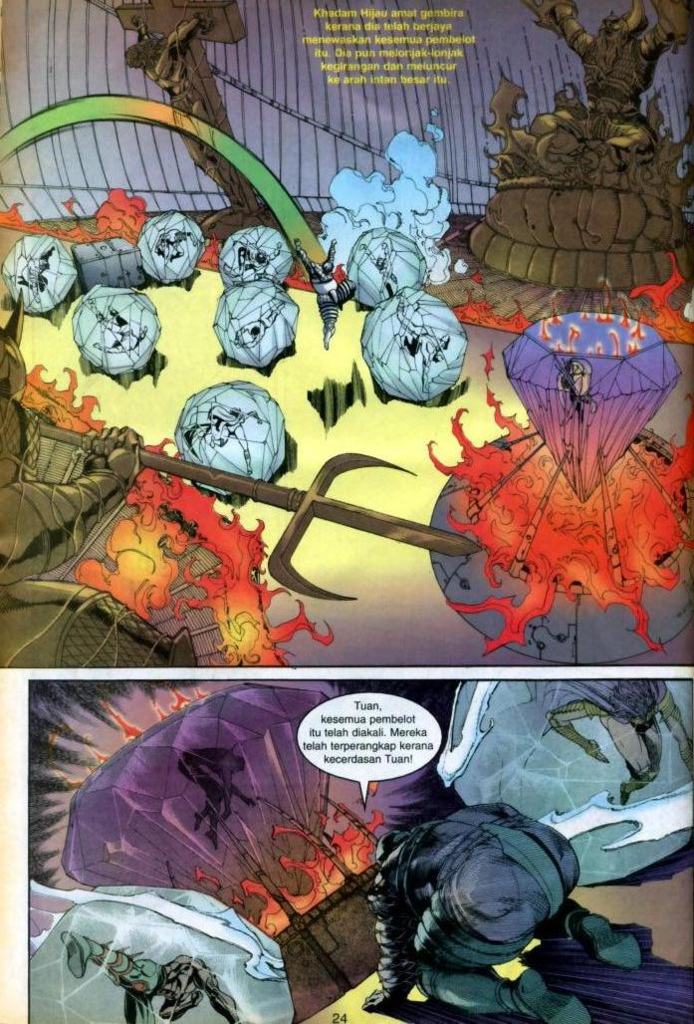 Khadam Hijau amat gembira
kerana dia telah berjaya
menewaskan kesemua pembelot
itu. Dia pun melonjak-lonjak
kegirangan dan meluncur
ke arah intan besar itu.
Tuan,
kesemua pembelot
itu telah diakali. Mereka
telah terperangkap kerana
kecerdasan Tuan!
24